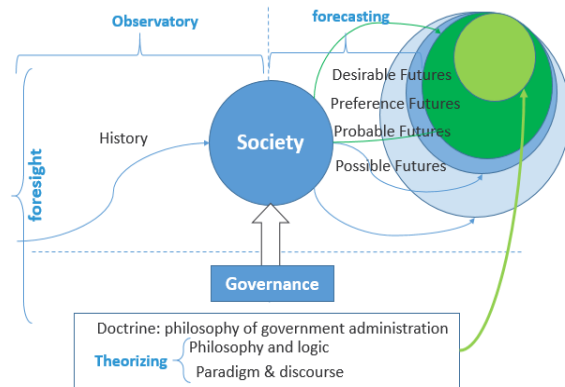 Observatory
forecasting
Desirable Futures
Preference Futures
Probable Futures
Possible Futures
History
Society
foresight
Governance
Doctrine: philosophy of government administration
Philosophy and logic
Theorizing
Paradigm & discourse